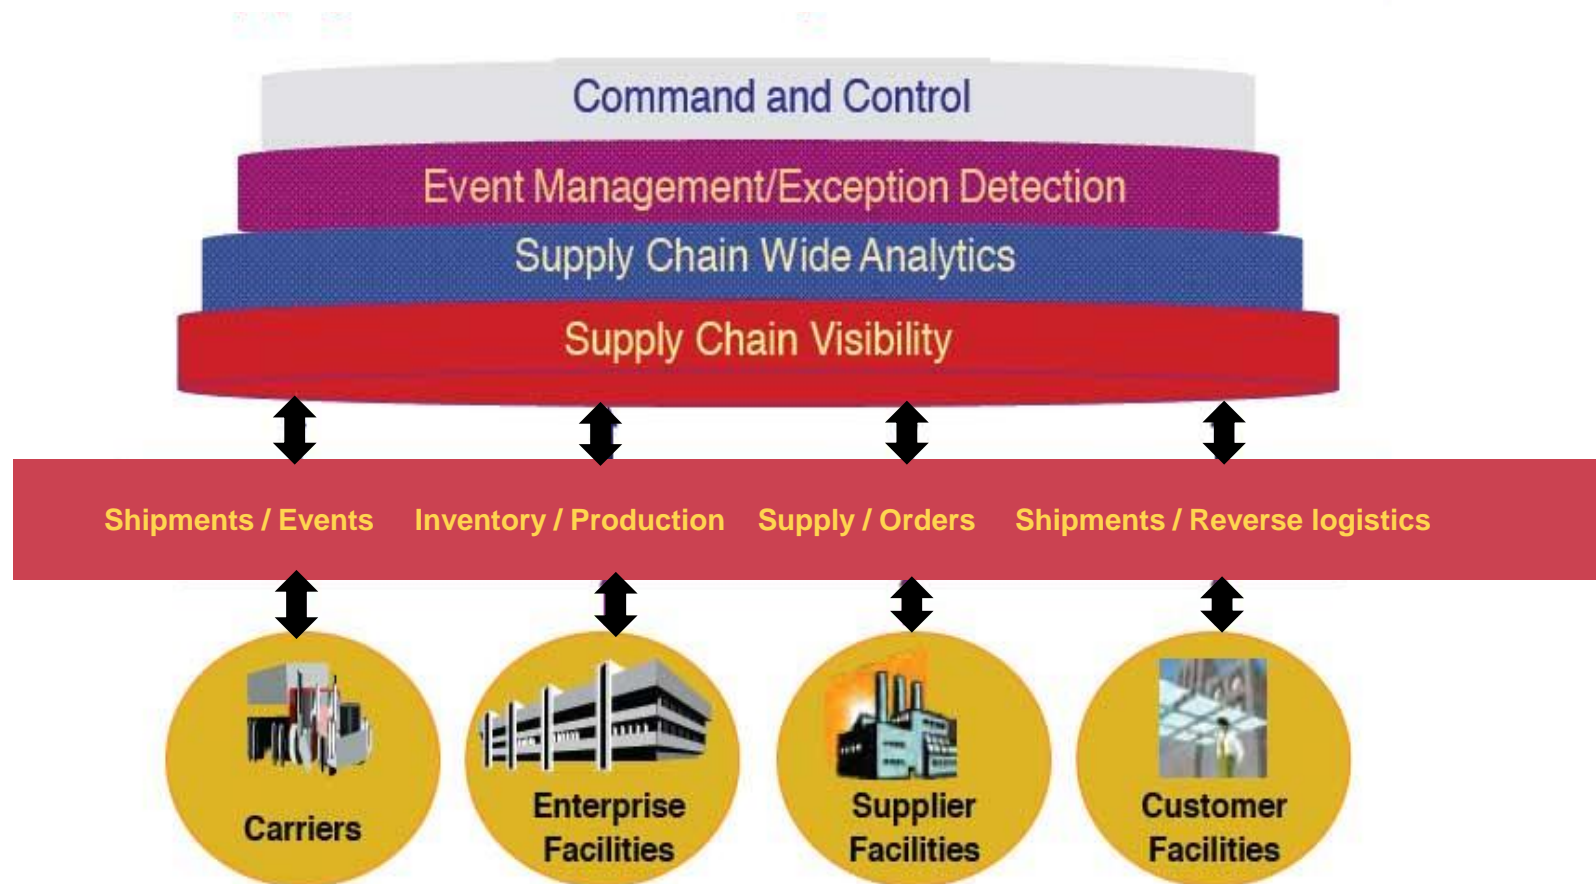 Command and Control
Event Management/Exception Detection
Supply Chain Wide Analytics
Supply Chain Visibility
Shipments / Events Inventory / Production Supply / Orders Shipments / Reverse logistics
Carriers
Enterprise
Facilities
Supplier
Facilities
Customer
Facilities